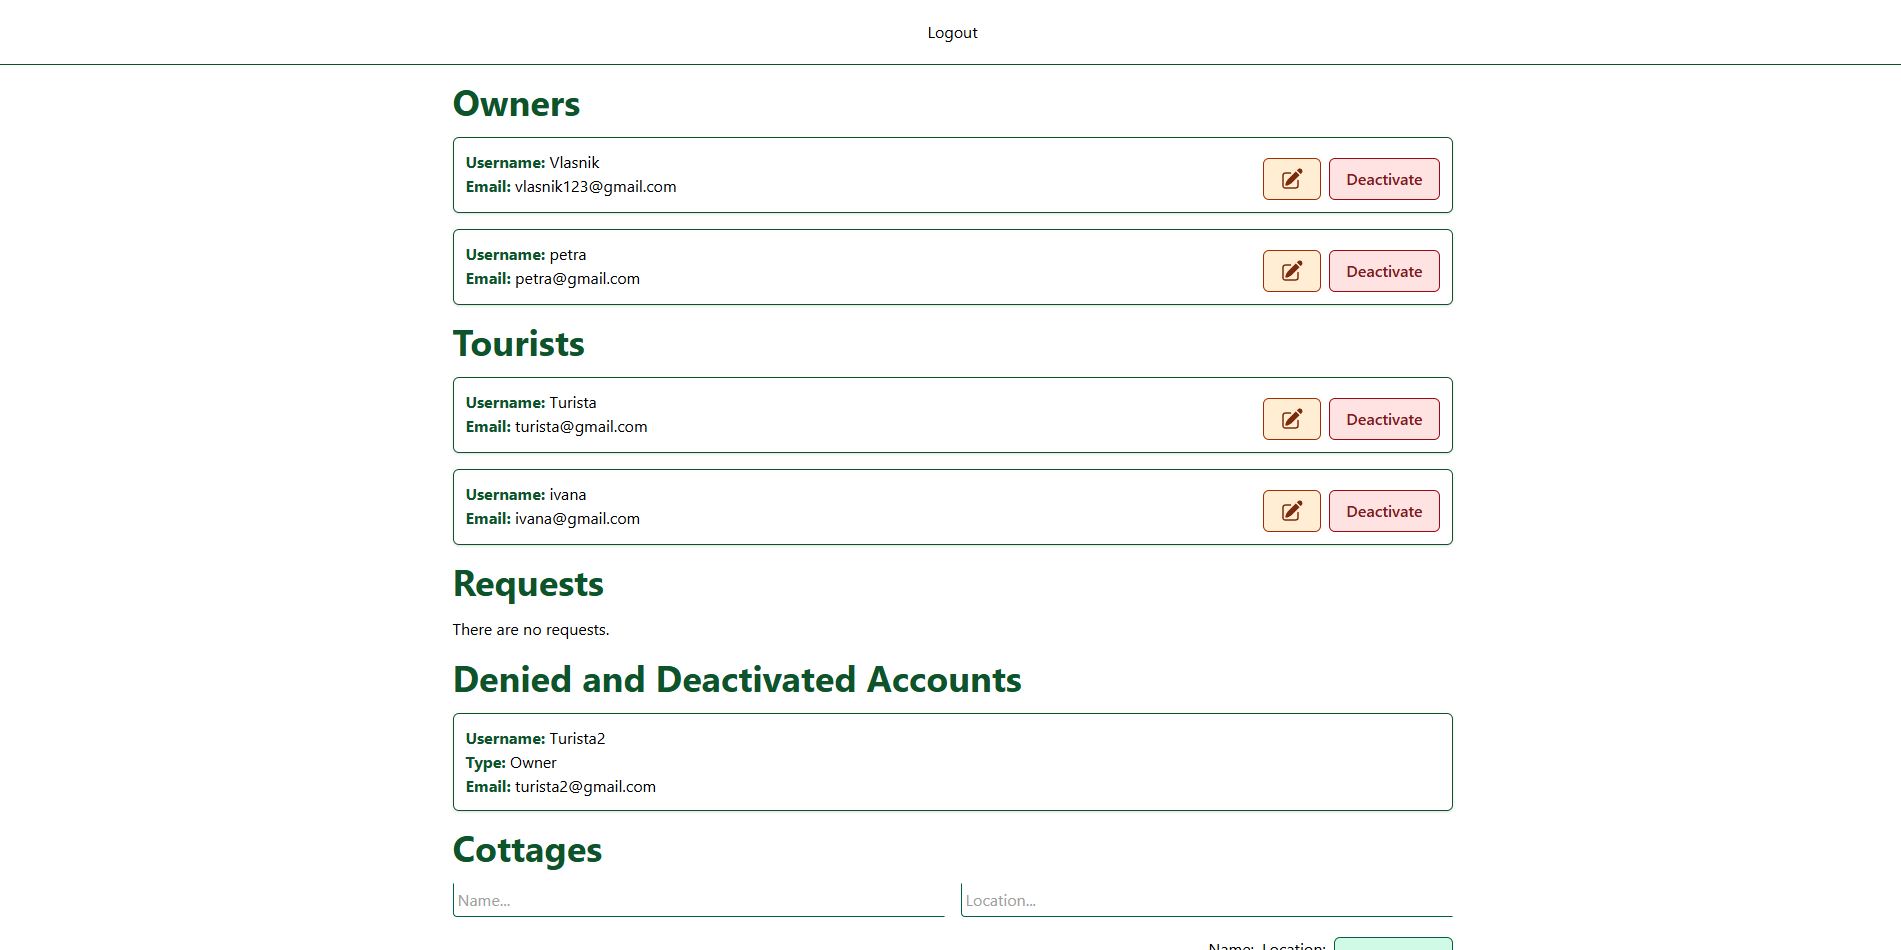 Logout
Owners
Username: Vlasnik
Email: vlasnik123@gmail.com
Deactivate
Username: petra
Email: petra@gmail.com
Deactivate
Tourists
Username: Turista
Email: turista@gmail.com
Deactivate
Username: ivana
Email: ivana@gmail.com
Deactivate
Requests
There are no requests.
Denied and Deactivated Accounts
Username: Turista2
Type: Owner
Email: turista2@gmail.com
Cottages
Name... Location...
Name: Location: